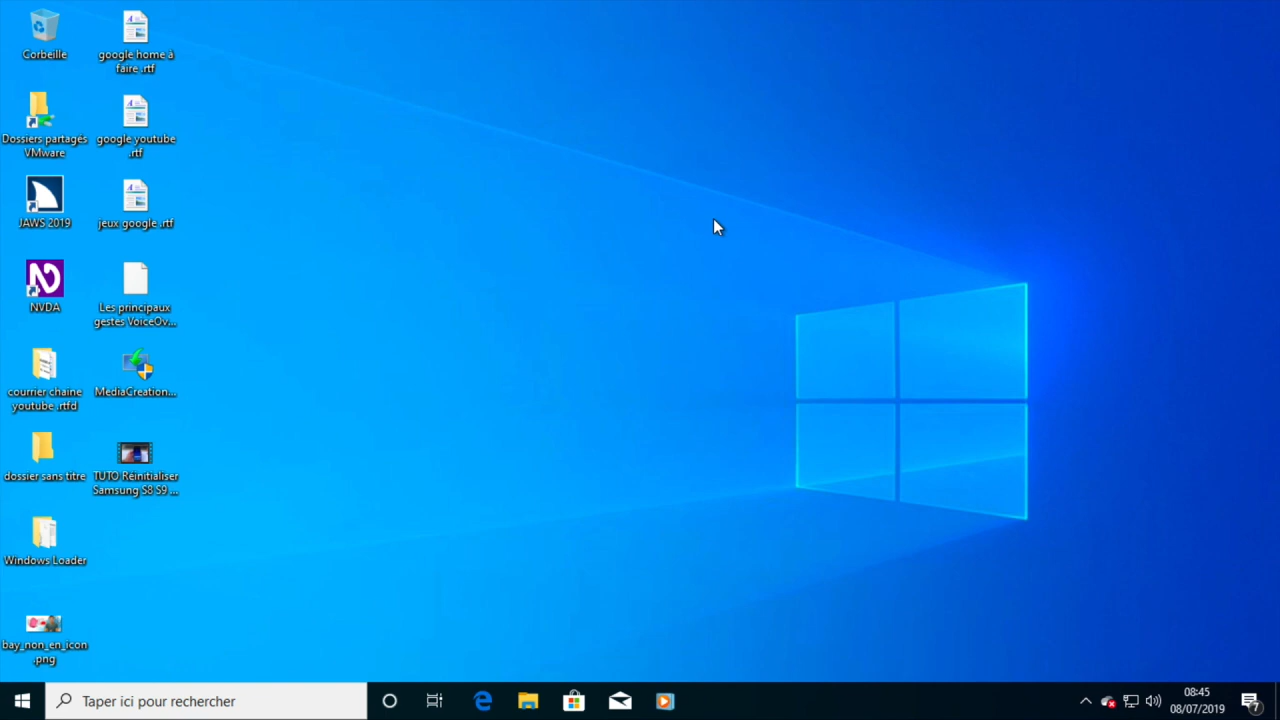 Corbeille
google home à
faire .rtf
Dossiers partagés
VMware
google youtube
.rtf
JAWS 2019
jeux google .rtf
NVDA
Les principaux
gestes VoiceOv...
courrier chaine
youtube .rtfd
MediaCreation...
dossier sans titre
TUTO Réinitialiser
Samsung S8 S9 ...
Windows Loader
bay_non_en_icon
.png
Taper ici pour rechercher
08:45
08/07/2019
7